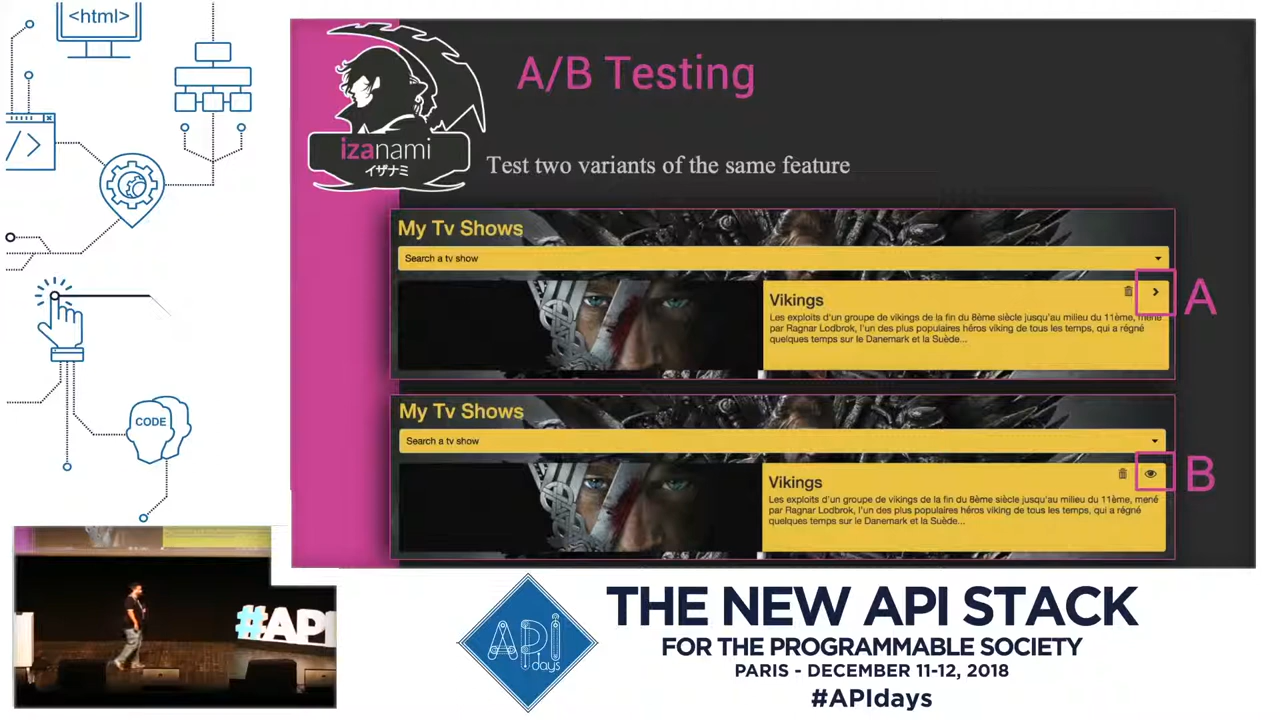 <html>
/>
CODE
izanami
イザナミ
A/B Testing
Test two variants of the same feature
My Tv Shows
Search a tv show
Vikings
Les exploits d'un groupe de vikings de la fin du 8ème siècle jusqu'au milieu du 11ème, mené
par Ragnar Lodbrok, l'un des plus populaires héros viking de tous les temps, qui a régné
quelques temps sur le Danemark et la Suède...
A
My Tv Shows
Search a tv show
Vikings
Les exploits d'un groupe de vikings de la fin du 8ème siècle jusqu'au milieu du 11ème, mené
par Ragnar Lodbrok, l'un des plus populaires héros viking de tous les temps, qui a régné
quelques temps sur le Danemark et la Suède...
B
#API
API
days
THE NEW API STACK
FOR THE PROGRAMMABLE SOCIETY
PARIS - DECEMBER 11-12, 2018
#APIdays